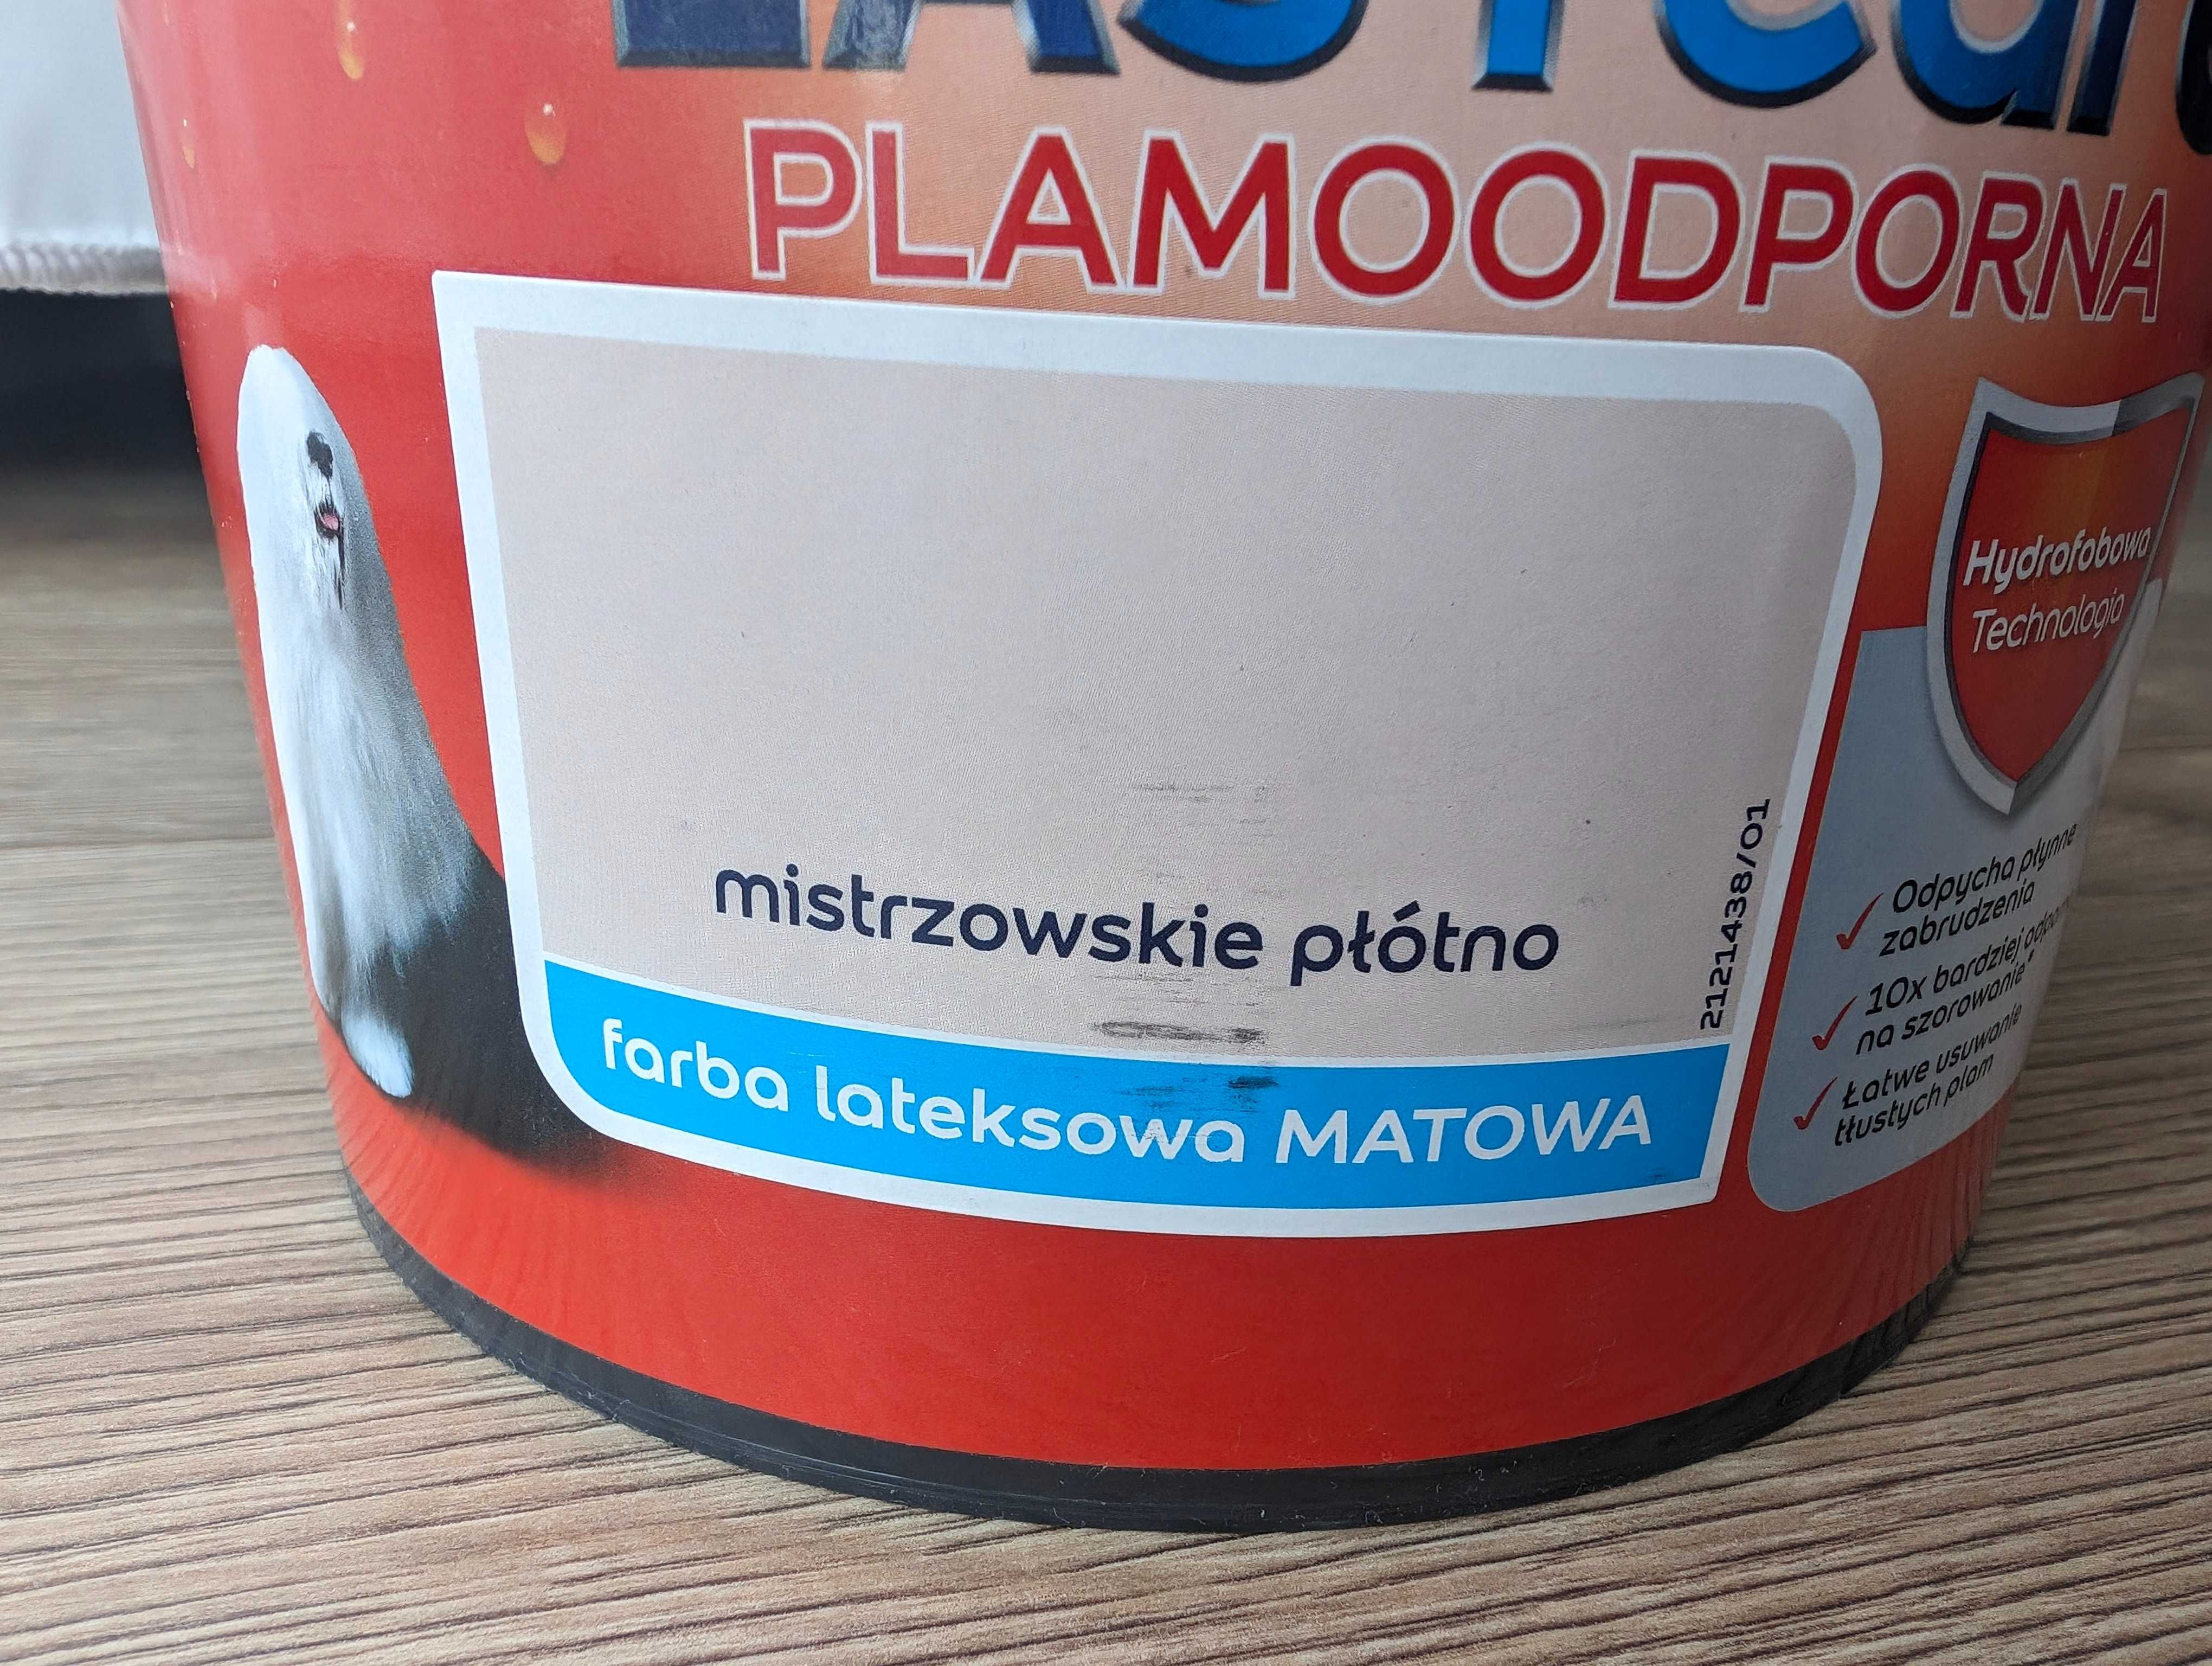 EASYCare
PLAMOODPORNA
Hydrofobowa
Technologia
mistrzowskie płótno
2121438/01
farba lateksowa MATOWA
✓ Odpycha płynne
zabrudzenia
✓ 10x bardziej
na szorowanie*
✓ Łatwe usuwanie
tłustych plam